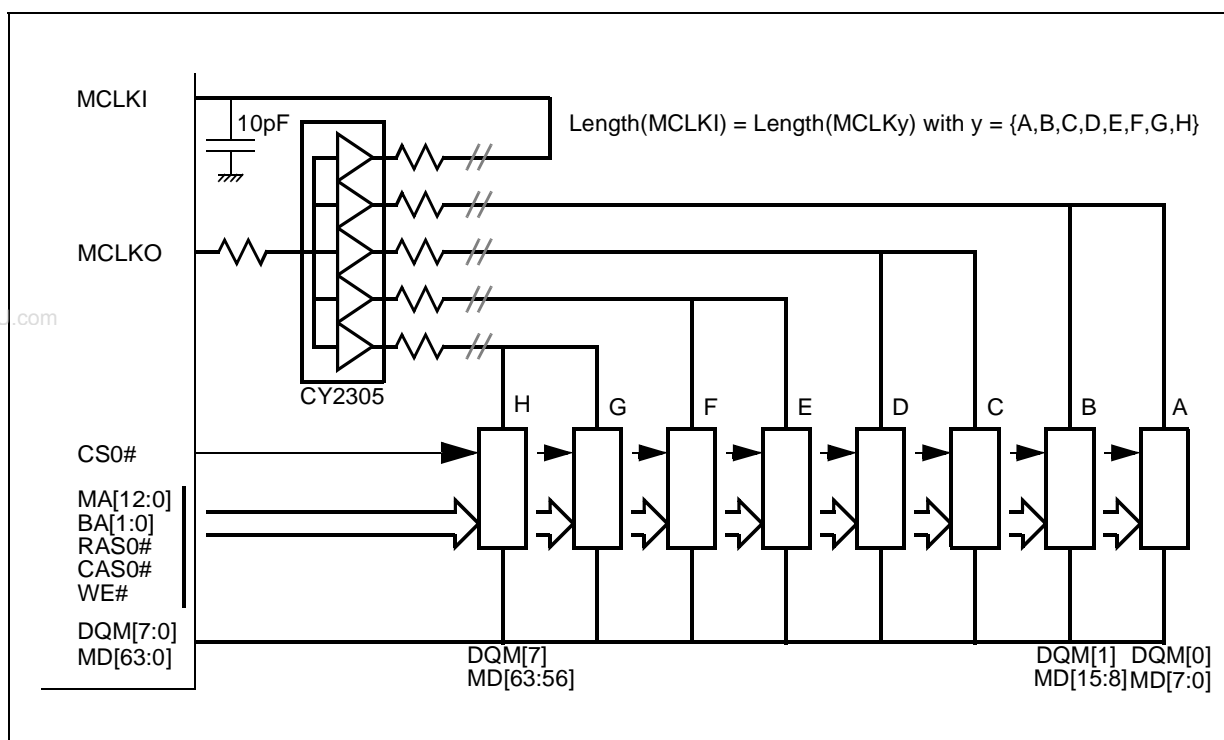 MCLKI
10pF
Length(MCLKI) = Length(MCLKy) with y = {A,B,C,D,E,F,G,H}
MCLKO
J.com
CY2305
H G F E D C B A
CS0#
MA[12:0]
BA[1:0]
RAS0#
CAS0#
WE#
DQM[7:0]
MD[63:0]
DQM[7]
MD[63:56]
DQM[1] DQM[0]
MD[15:8] MD[7:0]